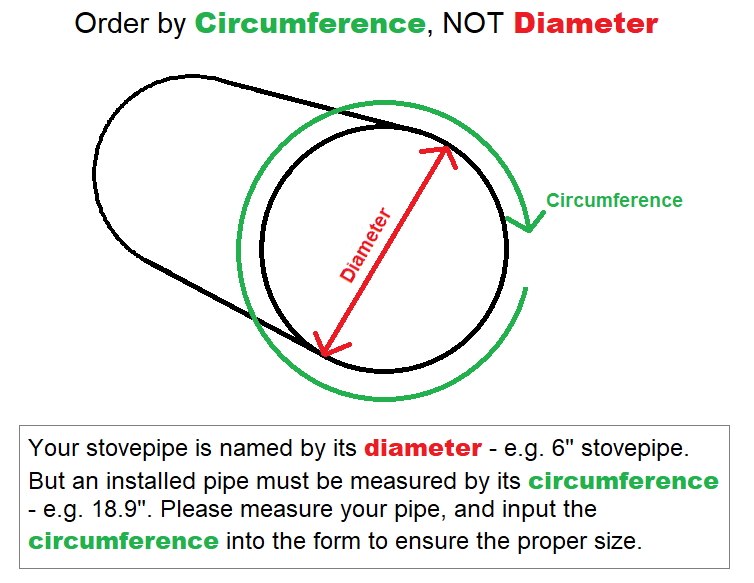 Order by Circumference, NOT Diameter
Circumference
Diameter
Your stovepipe is named by its diameter - e.g. 6" stovepipe.
But an installed pipe must be measured by its circumference
- e.g. 18.9". Please measure your pipe, and input the
circumference into the form to ensure the proper size.